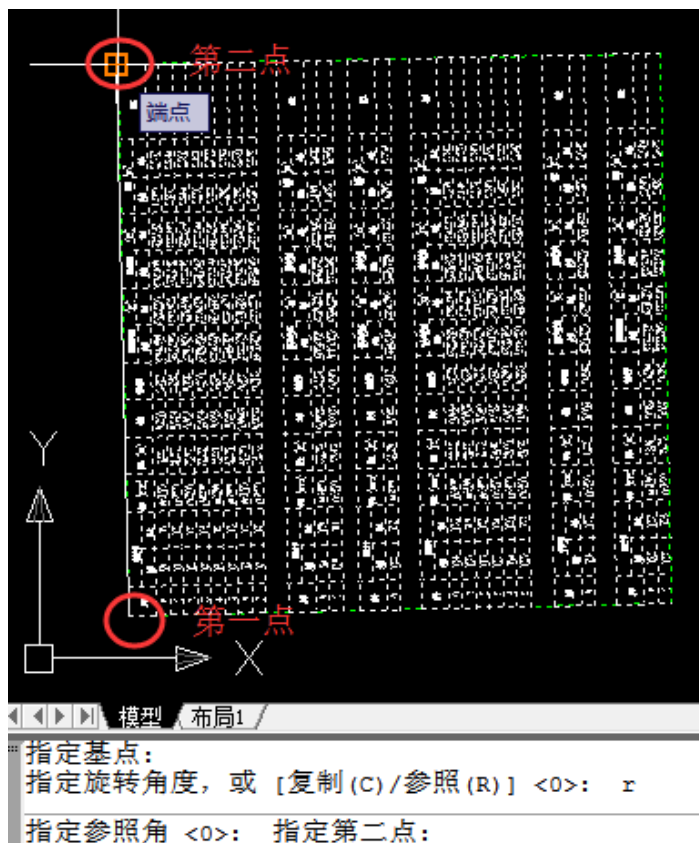 第二点
端点
Y
第一点
X
模型 布局1
指定基点:
指定旋转角度，或 [复制(C)/参照(R)] <0>: r
指定参照角 <0>: 指定第二点: